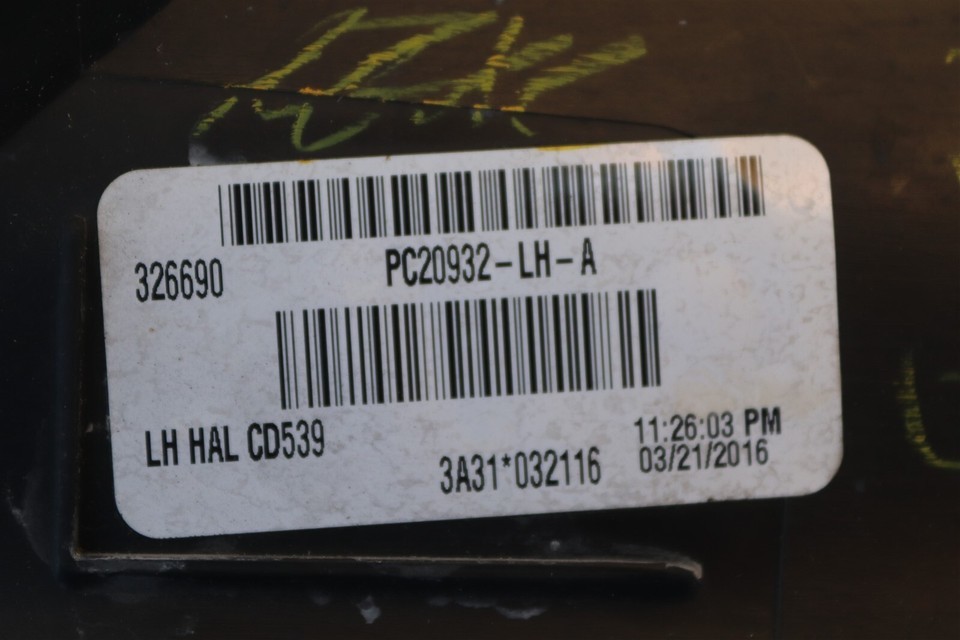 PC20932-LH-A
326690
LH HAL CD539
3A31*032116
11:26:03 PM
03/21/2016